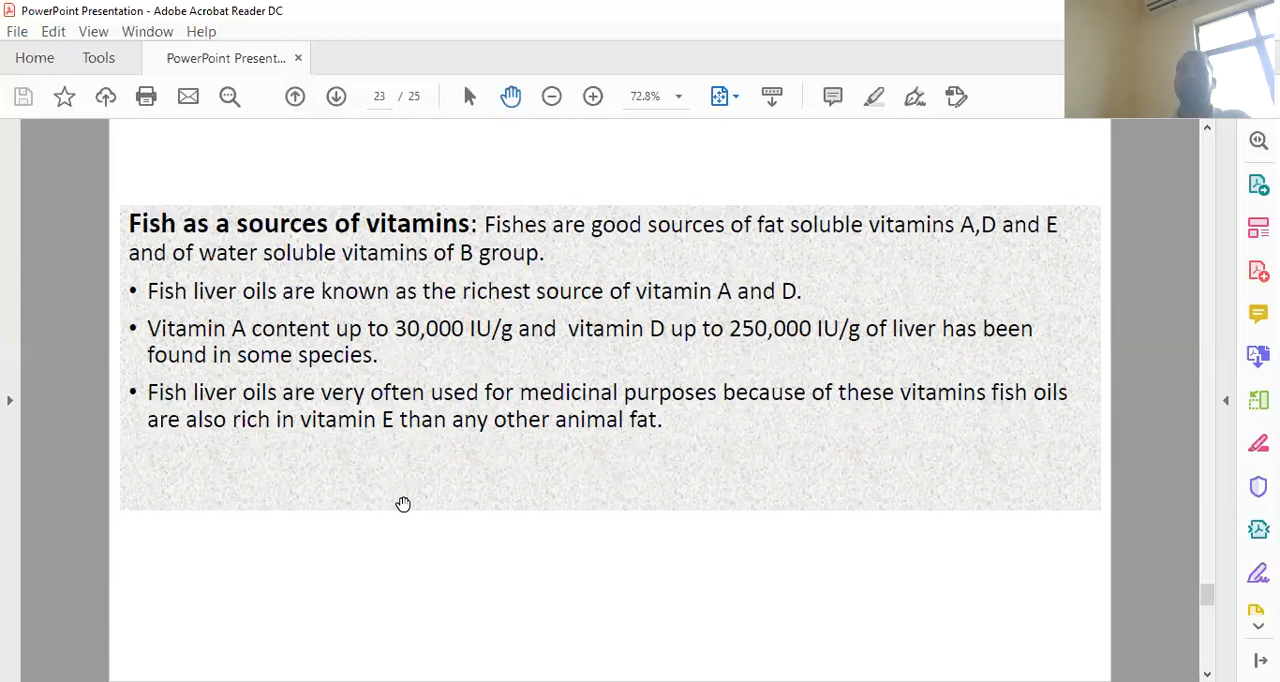 PowerPoint Presentation - Adobe Acrobat Reader DC
File Edit View Window Help
Home Tools PowerPoint Present... ×
23 / 25 72.8%
Fish as a sources of vitamins: Fishes are good sources of fat soluble vitamins A,D and E
and of water soluble vitamins of B group.
• Fish liver oils are known as the richest source of vitamin A and D.
• Vitamin A content up to 30,000 IU/g and vitamin D up to 250,000 IU/g of liver has been
found in some species.
• Fish liver oils are very often used for medicinal purposes because of these vitamins fish oils
are also rich in vitamin E than any other animal fat.